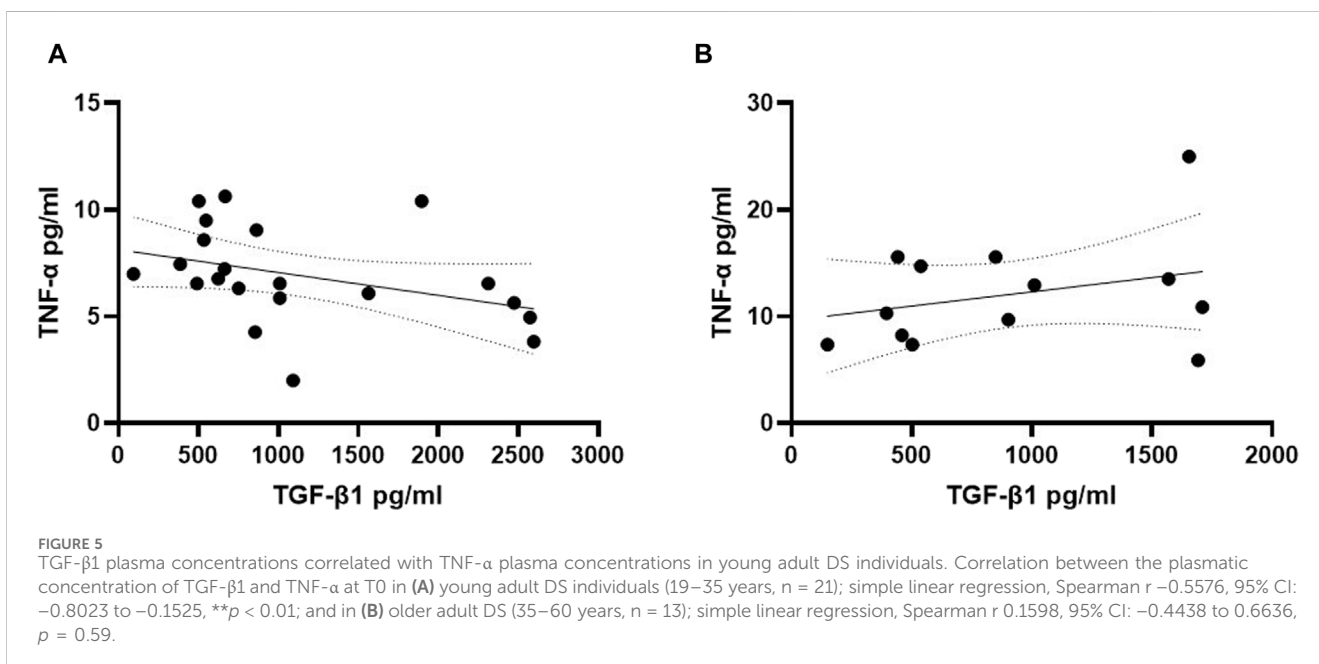 A
B
15
10
5
0
TNF-α pg/ml
0 500 1000 1500 2000 2500 3000
TGF-β1 pg/ml
30
20
10
0
TNF-α pg/ml
0 500 1000 1500 2000
TGF-β1 pg/ml
FIGURE 5
TGF-β1 plasma concentrations correlated with TNF-α plasma concentrations in young adult DS individuals. Correlation between the plasmatic
concentration of TGF-β1 and TNF-α at T0 in (A) young adult DS individuals (19–35 years, n = 21); simple linear regression, Spearman r –0.5576, 95% CI:
–0.8023 to –0.1525, **p < 0.01; and in (B) older adult DS (35–60 years, n = 13); simple linear regression, Spearman r 0.1598, 95% CI: –0.4438 to 0.6636,
p = 0.59.